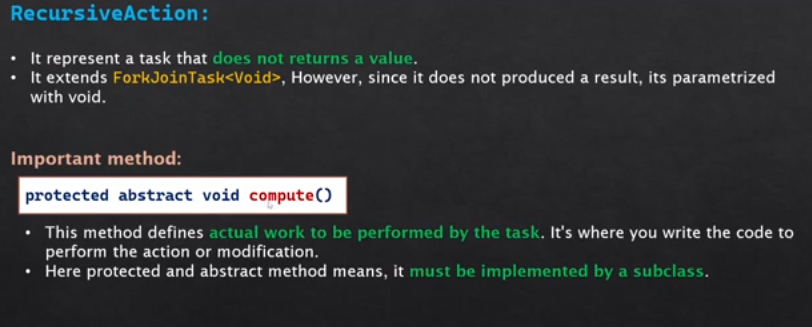 RecursiveAction:
• It represent a task that does not returns a value.
• It extends ForkJoinTask<Void>, However, since it does not produced a result, its parametrized
with void.
Important method:
protected abstract void compute()
• This method defines actual work to be performed by the task. It's where you write the code to
perform the action or modification.
• Here protected and abstract method means, it must be implemented by a subclass.